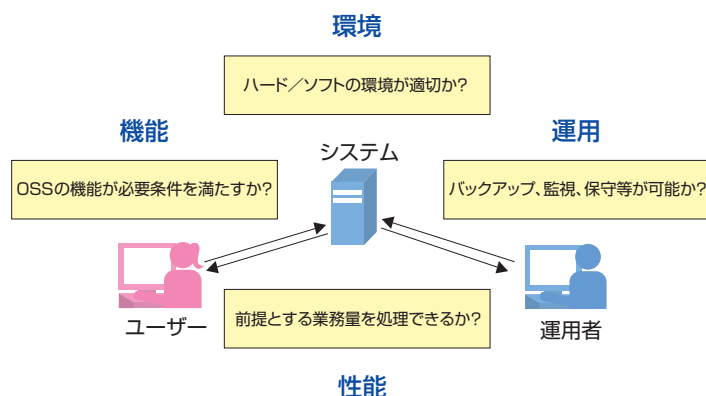 環境
ハード／ソフトの環境が適切か?
機能
運用
システム
OSSの機能が必要条件を満たすか?
バックアップ、監視、保守等が可能か?
ユーザー
前提とする業務量を処理できるか?
運用者
性能